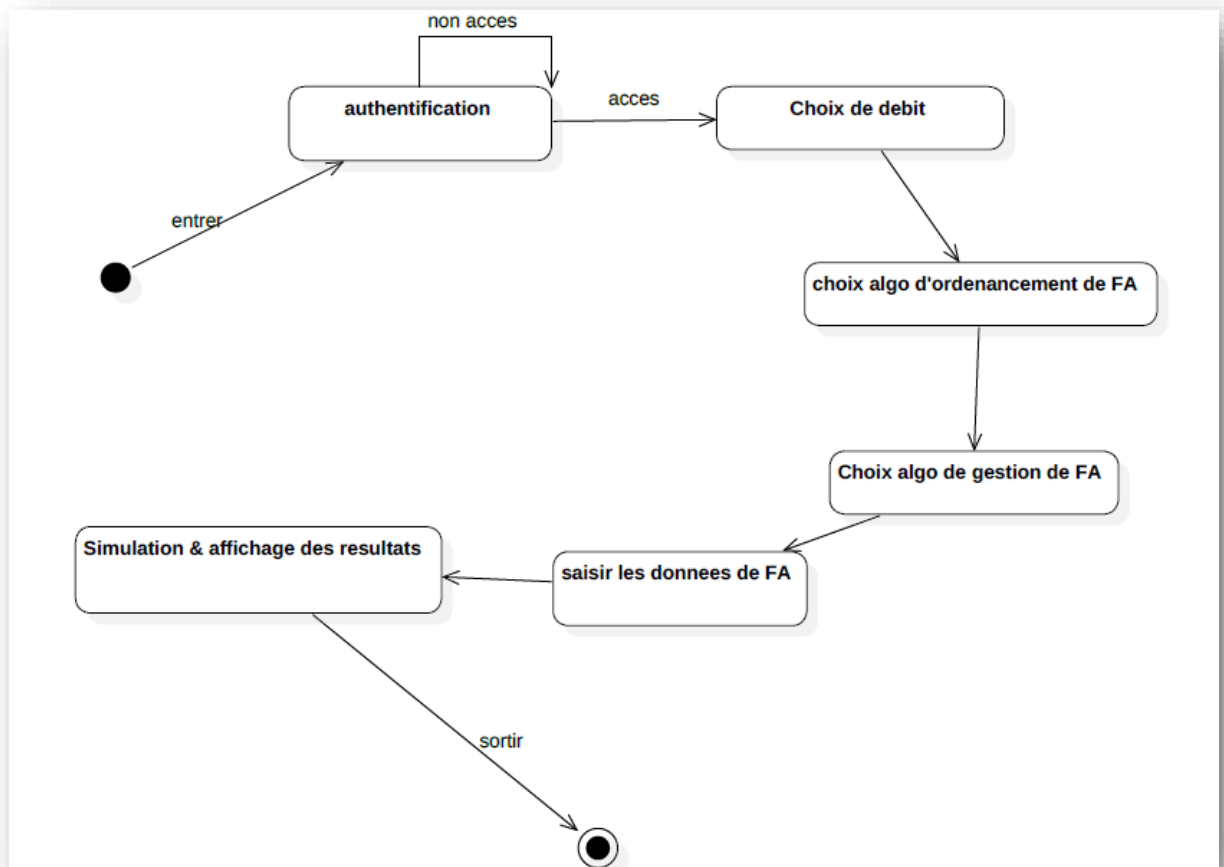 non acces
authentification
acces
Choix de debit
entrer
choix algo d'ordenancement de FA
Choix algo de gestion de FA
Simulation & affichage des resultats
saisir les donnees de FA
sortir